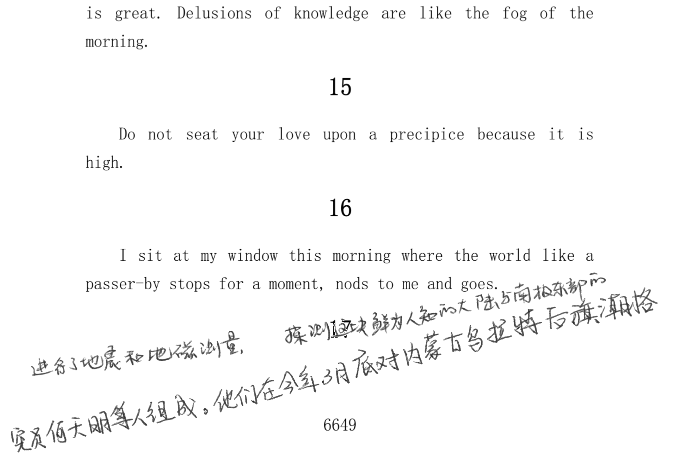 is great. Delusions of knowledge are like the fog of the
morning.
15
Do not seat your love upon a precipice because it is
high.
16
I sit at my window this morning where the world like a
passer-by stops for a moment, nods to me and goes.
进行了地震和地磁测量， 探测这块鲜为人知的大陆与南极东部的
究员何天明等人组成。他们在今年3月底对内蒙古乌拉特后旗潮格
6649